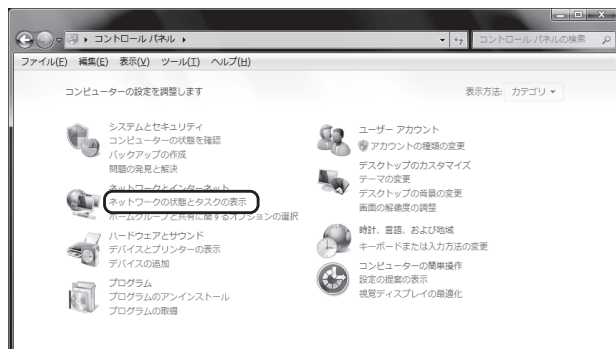 コントロール パネル
コントロール パネルの検索
ファイル(F) 編集(E) 表示(V) ツール(T) ヘルプ(H)
コンピューターの設定を調整します
表示方法: カテゴリ
システムとセキュリティ
コンピューターの状態を確認
バックアップの作成
問題の発見と解決
ネットワークとインターネット
ネットワークの状態とタスクの表示
ホームグループと共有に関するオプションの選択
ハードウェアとサウンド
デバイスとプリンターの表示
デバイスの追加
プログラム
プログラムのアンインストール
プログラムの取得
ユーザー アカウント
アカウントの種類の変更
デスクトップのカスタマイズ
テーマの変更
デスクトップの背景の変更
画面の解像度の調整
時計、言語、および地域
キーボードまたは入力方法の変更
コンピューターの簡単操作
設定の提案の表示
視覚ディスプレイの最適化